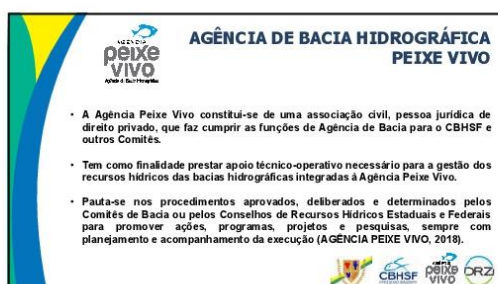 AGÊNCIA DE BACIA HIDROGRÁFICA
PEIXE VIVO
AGÊNCIA
peixe
vivo
• A Agência Peixe Vivo constitui-se de uma associação civil, pessoa jurídica de
direito privado, que faz cumprir as funções de Agência de Bacia para o CBHSF e
outros Comitês.
• Tem como finalidade prestar apoio técnico-operativo necessário para a gestão dos
recursos hídricos das bacias hidrográficas integradas á Agência Peixe Vivo.
• Pauta-se nos procedimentos aprovados, deliberados e determinados pelos
Comitês de Bacia ou pelos Conselhos de Recursos Hídricos Estaduais e Federais
para promover ações, programas, projetos e pesquisas, sempre com
planejamento e acompanhamento da execução (AGÊNCIA PEIXE VIVO, 2018).
CBHSF
peixe
vivo
DRZ